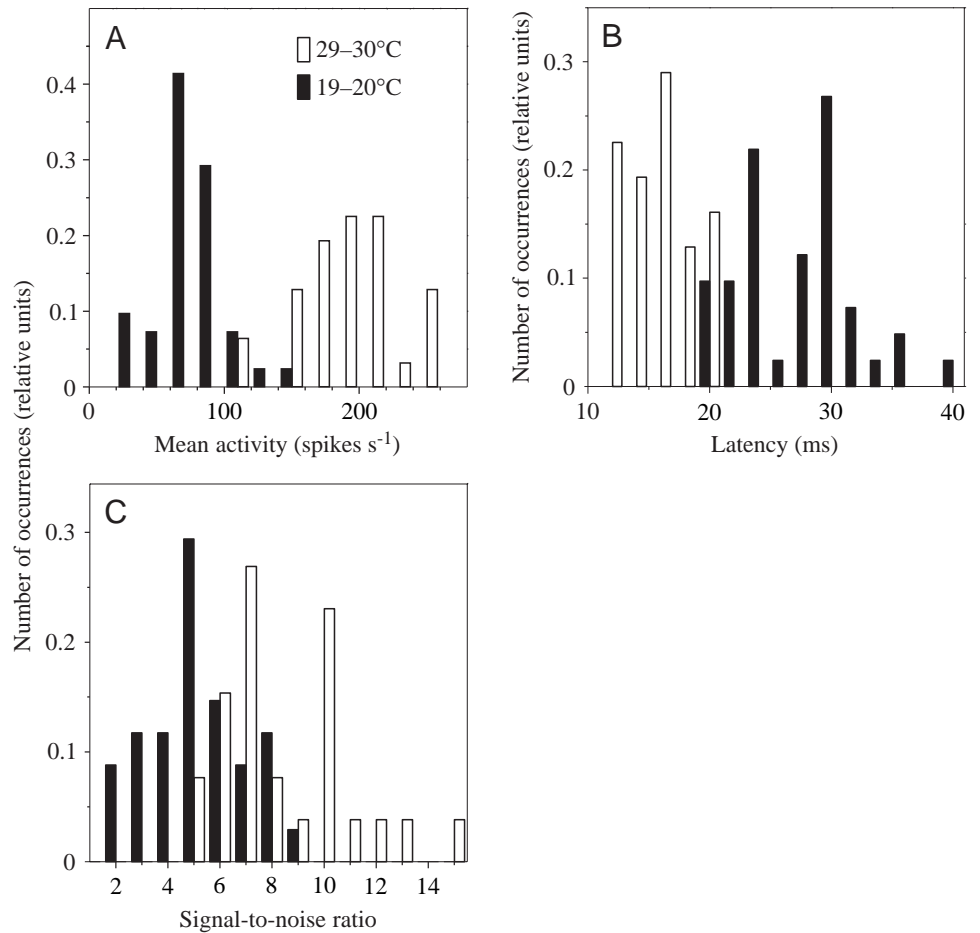 A
29–30°C
19–20°C
0.4
0.3
0.2
0.1
0
0 100 200
Mean activity (spikes s-1)
Number of occurrences (relative units)
B
0.3
0.2
0.1
0
10 20 30 40
Latency (ms)
Number of occurrences (relative units)
C
0.3
0.2
0.1
0
2 4 6 8 10 12 14
Signal-to-noise ratio